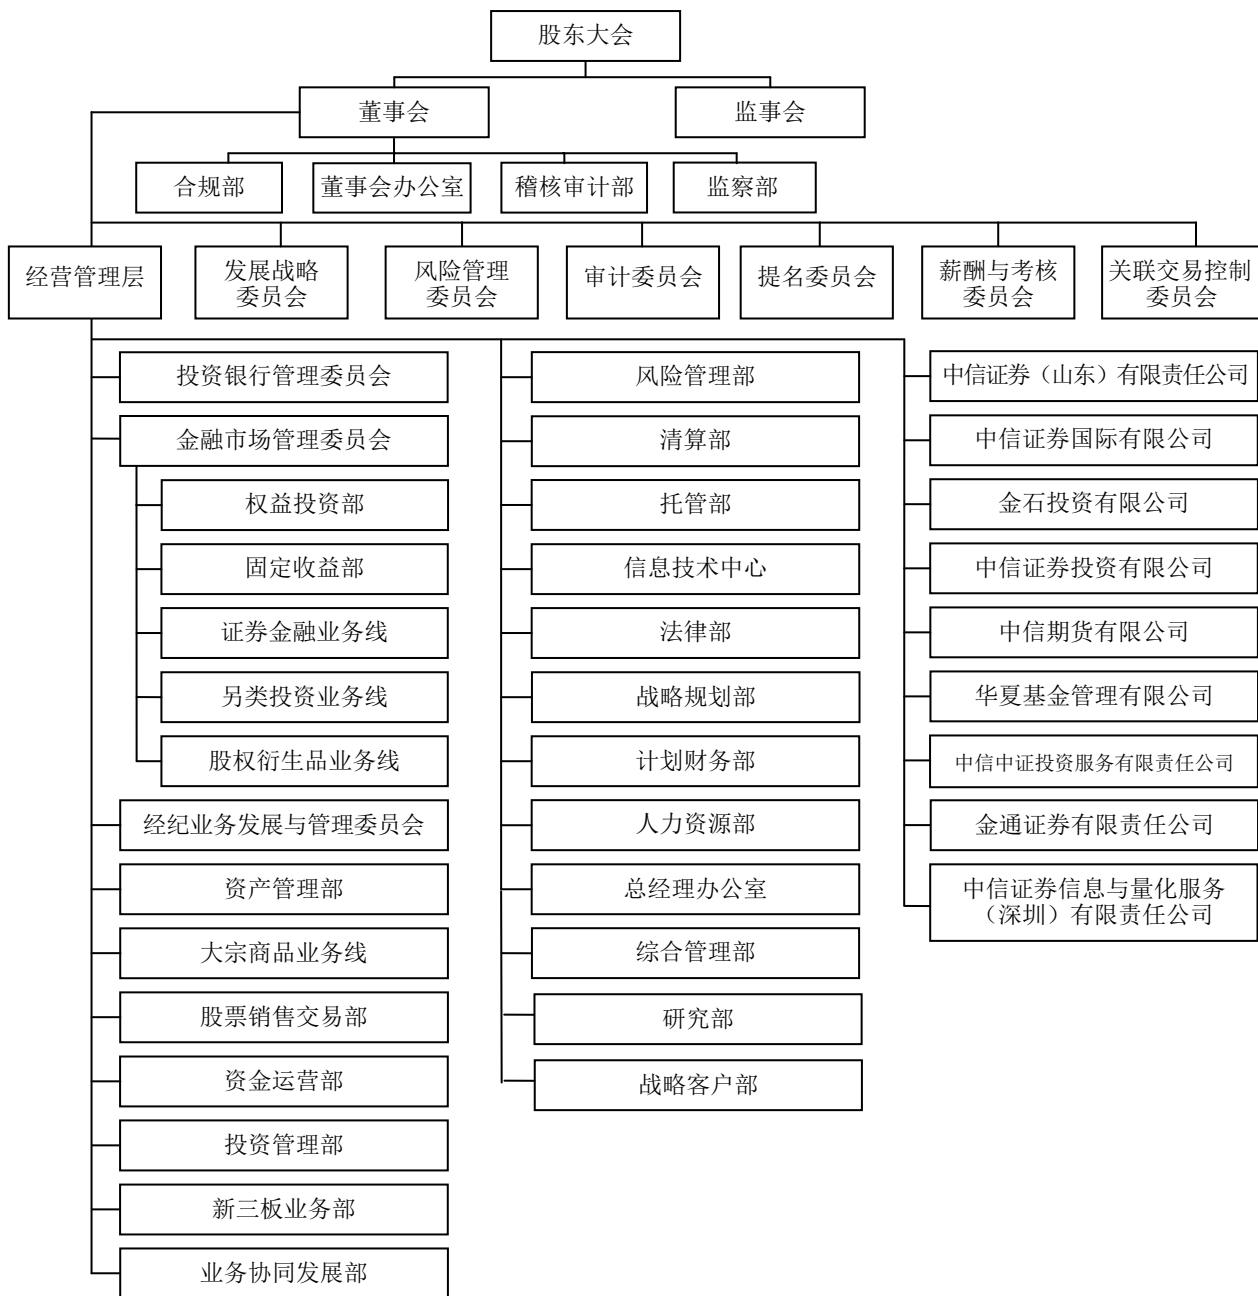 股东大会
董事会
监事会
合规部
董事会办公室
稽核审计部
监察部
经营管理层
发展战略
委员会
风险管理
委员会
审计委员会
提名委员会
薪酬与考核
委员会
关联交易控制
委员会
投资银行管理委员会
金融市场管理委员会
权益投资部
固定收益部
证券金融业务线
另类投资业务线
股权衍生品业务线
经纪业务发展与管理委员会
资产管理部
大宗商品业务线
股票销售交易部
资金运营部
投资管理部
新三板业务部
业务协同发展部
风险管理部
清算部
托管部
信息技术中心
法律部
战略规划部
计划财务部
人力资源部
总经理办公室
综合管理部
研究部
战略客户部
中信证券（山东）有限责任公司
中信证券国际有限公司
金石投资有限公司
中信证券投资有限公司
中信期货有限公司
华夏基金管理有限公司
中信中证投资服务有限责任公司
金通证券有限责任公司
中信证券信息与量化服务
（深圳）有限责任公司